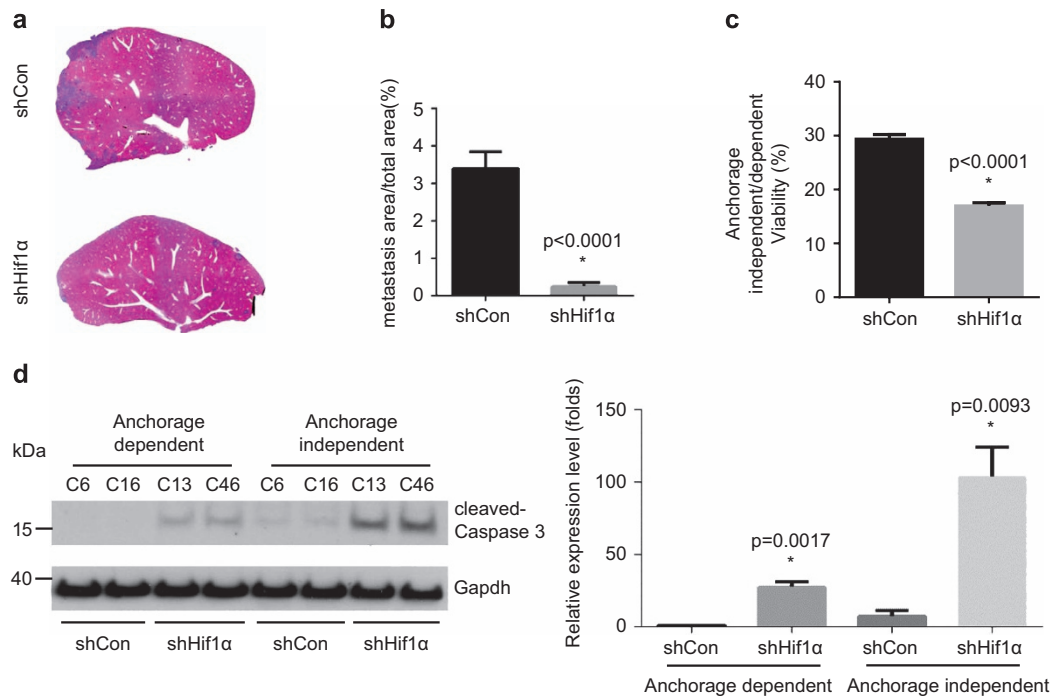 a
shCon
shHif1α
b
metastasis area/total area(%)
5
4
3
2
1
0
p<0.0001
*
shCon
shHif1α
c
Anchorage
independent/dependent
Viability (%)
40
30
20
10
0
p<0.0001
*
shCon
shHif1α
d
Anchorage
dependent
Anchorage
independent
kDa
C6 C16 C13 C46 C6 C16 C13 C46
15
cleaved-
Caspase 3
40
Gapdh
shCon shHif1α shCon shHif1α
Relative expression level (folds)
150
100
50
0
p=0.0017
*
p=0.0093
*
shCon shHif1α shCon shHif1α
Anchorage dependent Anchorage independent